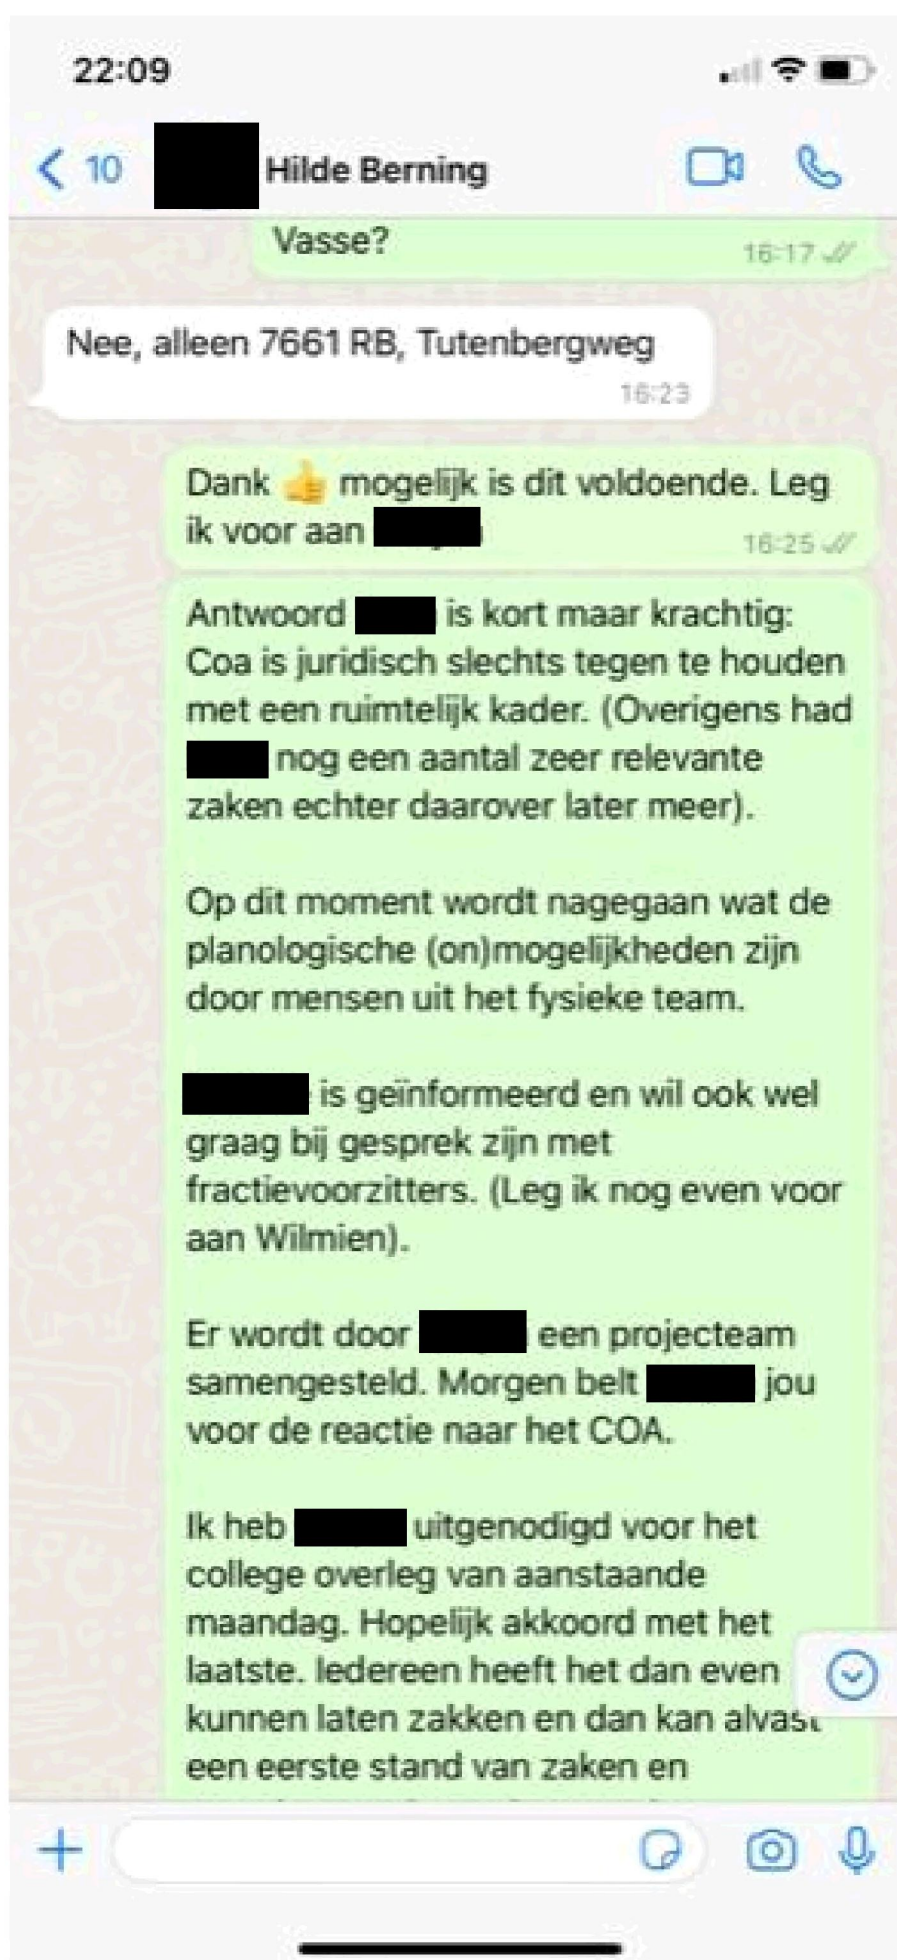 22:09
10 Hilde Berning
Vasse?
16:17
Nee, alleen 7661 RB, Tutenbergweg
16:23
Dank 👍 mogelijk is dit voldoende. Leg
ik voor aan
16:25
Antwoord is kort maar krachtig:
Coa is juridisch slechts tegen te houden
met een ruimtelijk kader. (Overigens had
nog een aantal zeer relevante
zaken echter daarover later meer).
Op dit moment wordt nagegaan wat de
planologische (on)mogelijkheden zijn
door mensen uit het fysieke team.
is geïnformeerd en wil ook wel
graag bij gesprek zijn met
fractievoorzitters. (Leg ik nog even voor
aan Wilmien).
Er wordt door een projecteam
samengesteld. Morgen belt jou
voor de reactie naar het COA.
Ik heb uitgenodigd voor het
college overleg van aanstaande
maandag. Hopelijk akkoord met het
laatste. Iedereen heeft het dan even
kunnen laten zakken en dan kan alvast
een eerste stand van zaken en